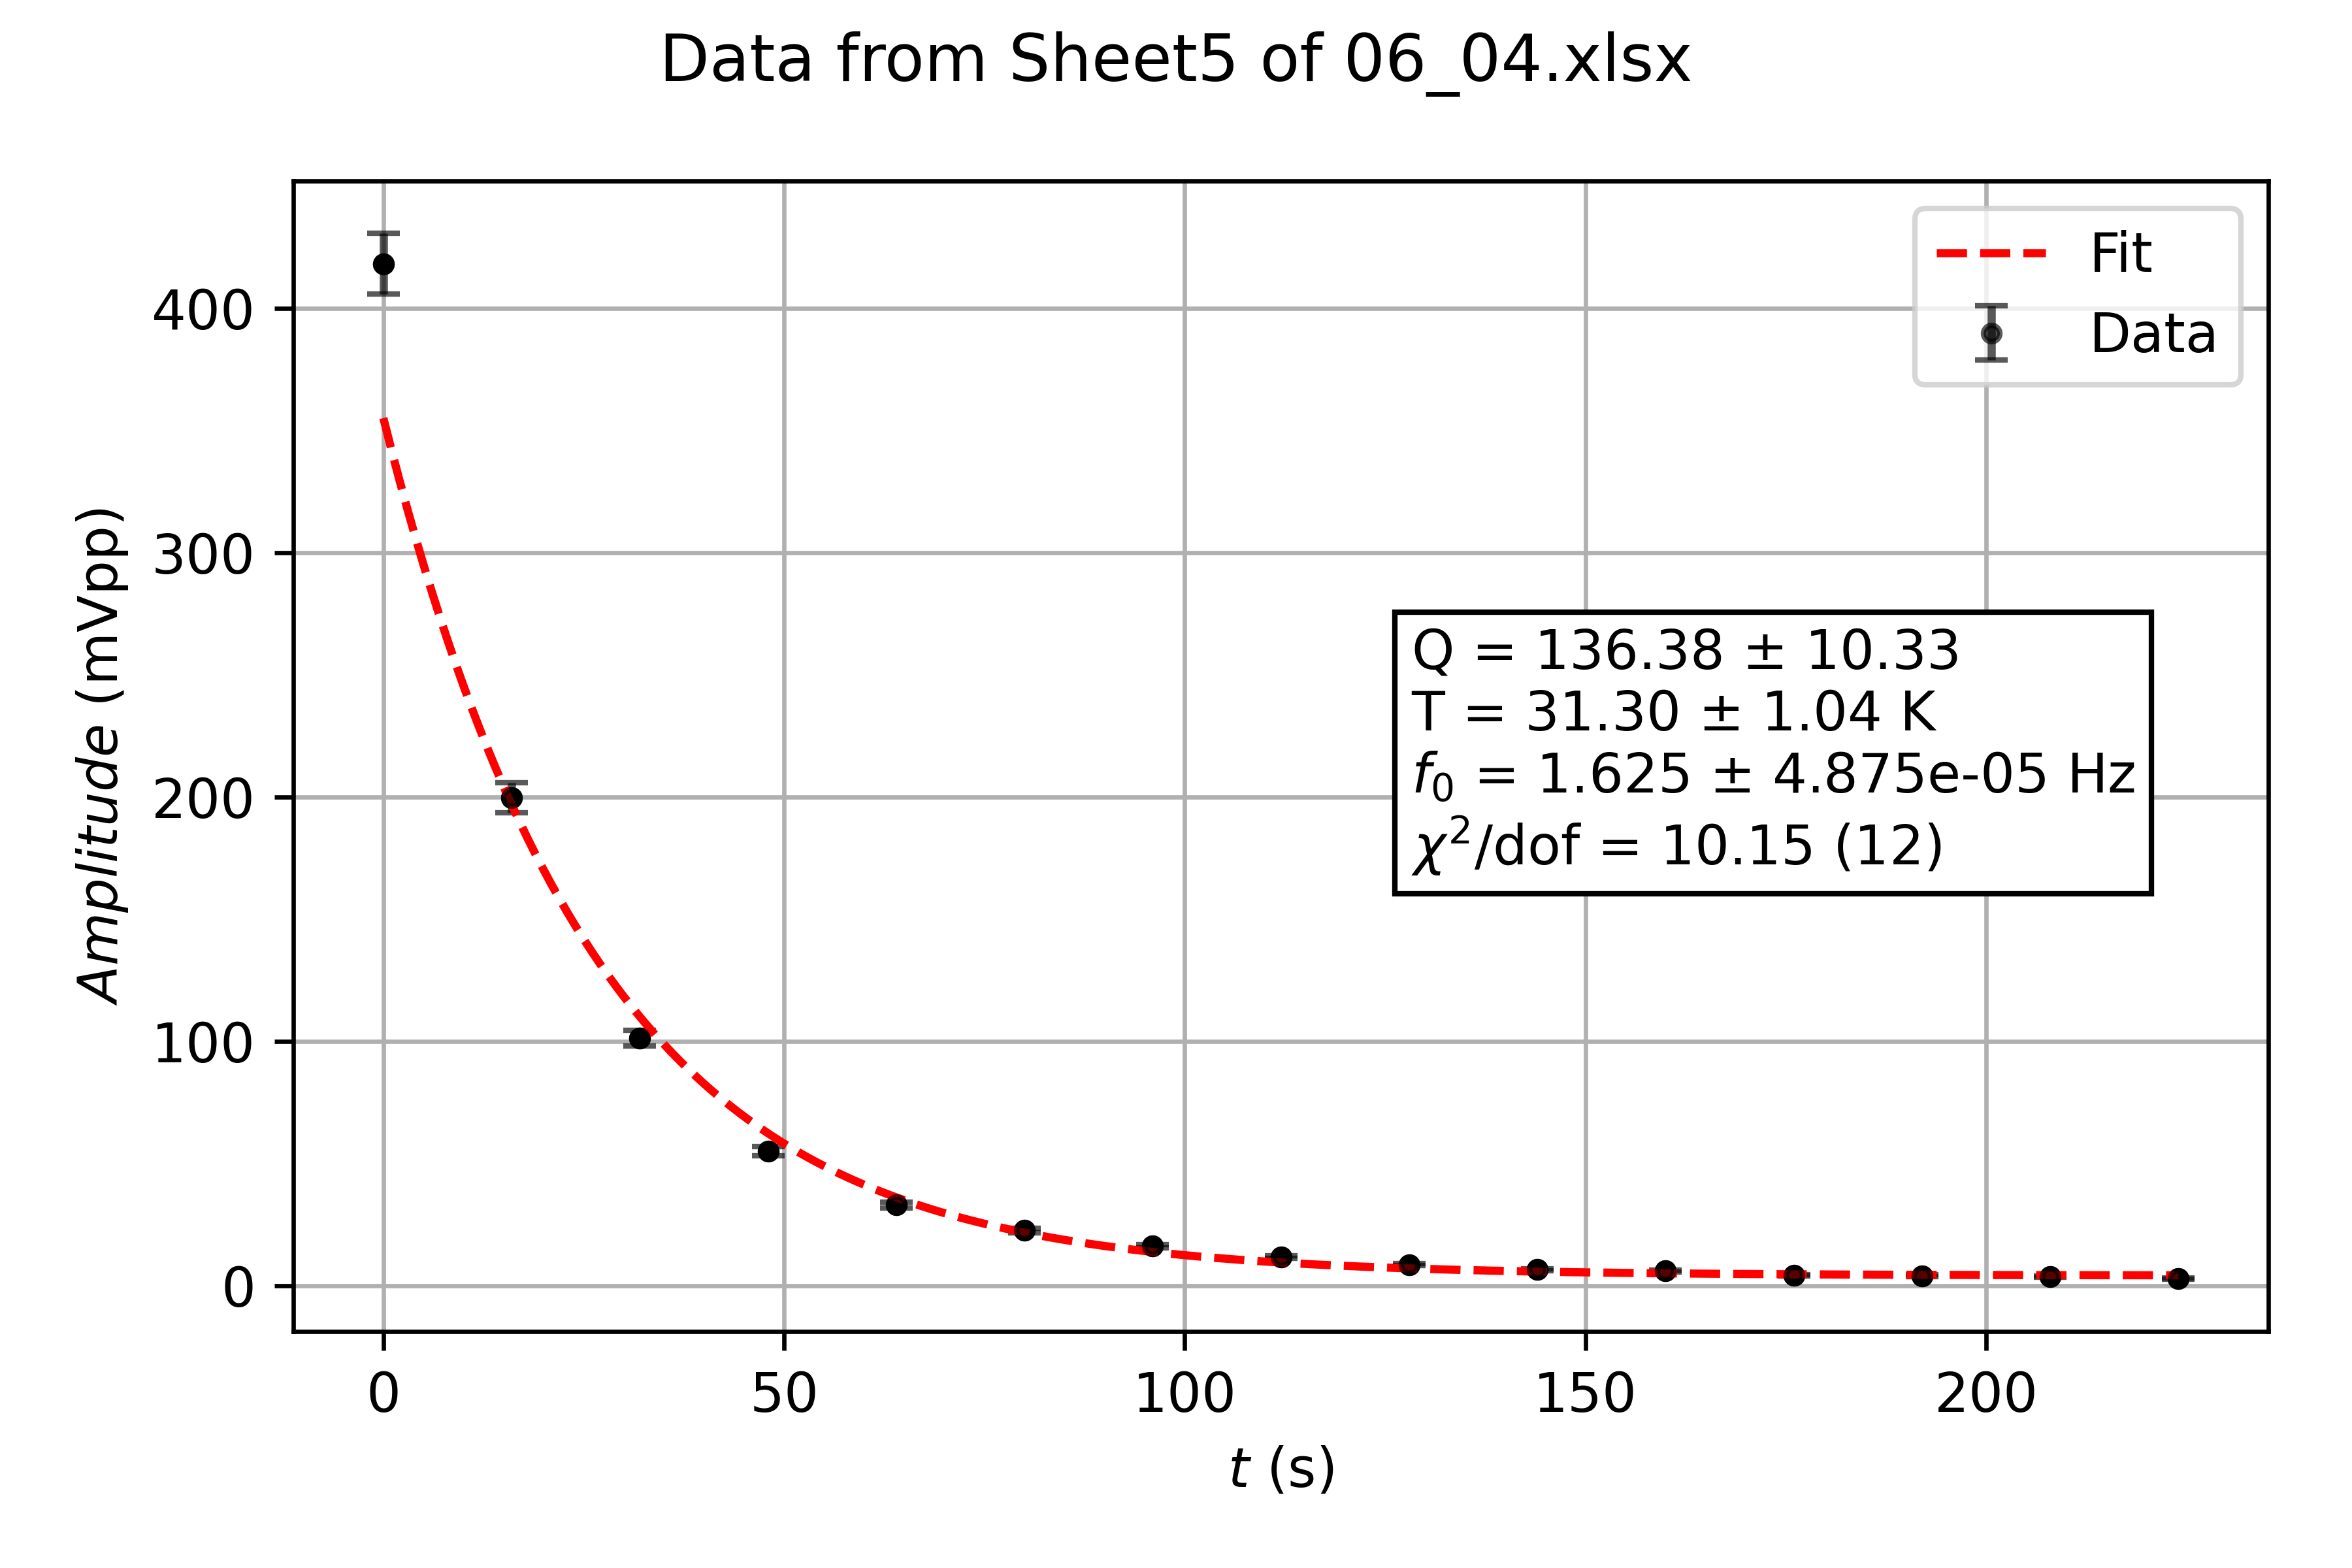 Data from Sheet5 of 06_04.xlsx
Amplitude (mVpp)
400
300
200
100
0
Fit
Data
Q = 136.38 ± 10.33
T = 31.30 ± 1.04 K
f₀ = 1.625 ± 4.875e-05 Hz
χ²/dof = 10.15 (12)
0 50 100 150 200
t (s)